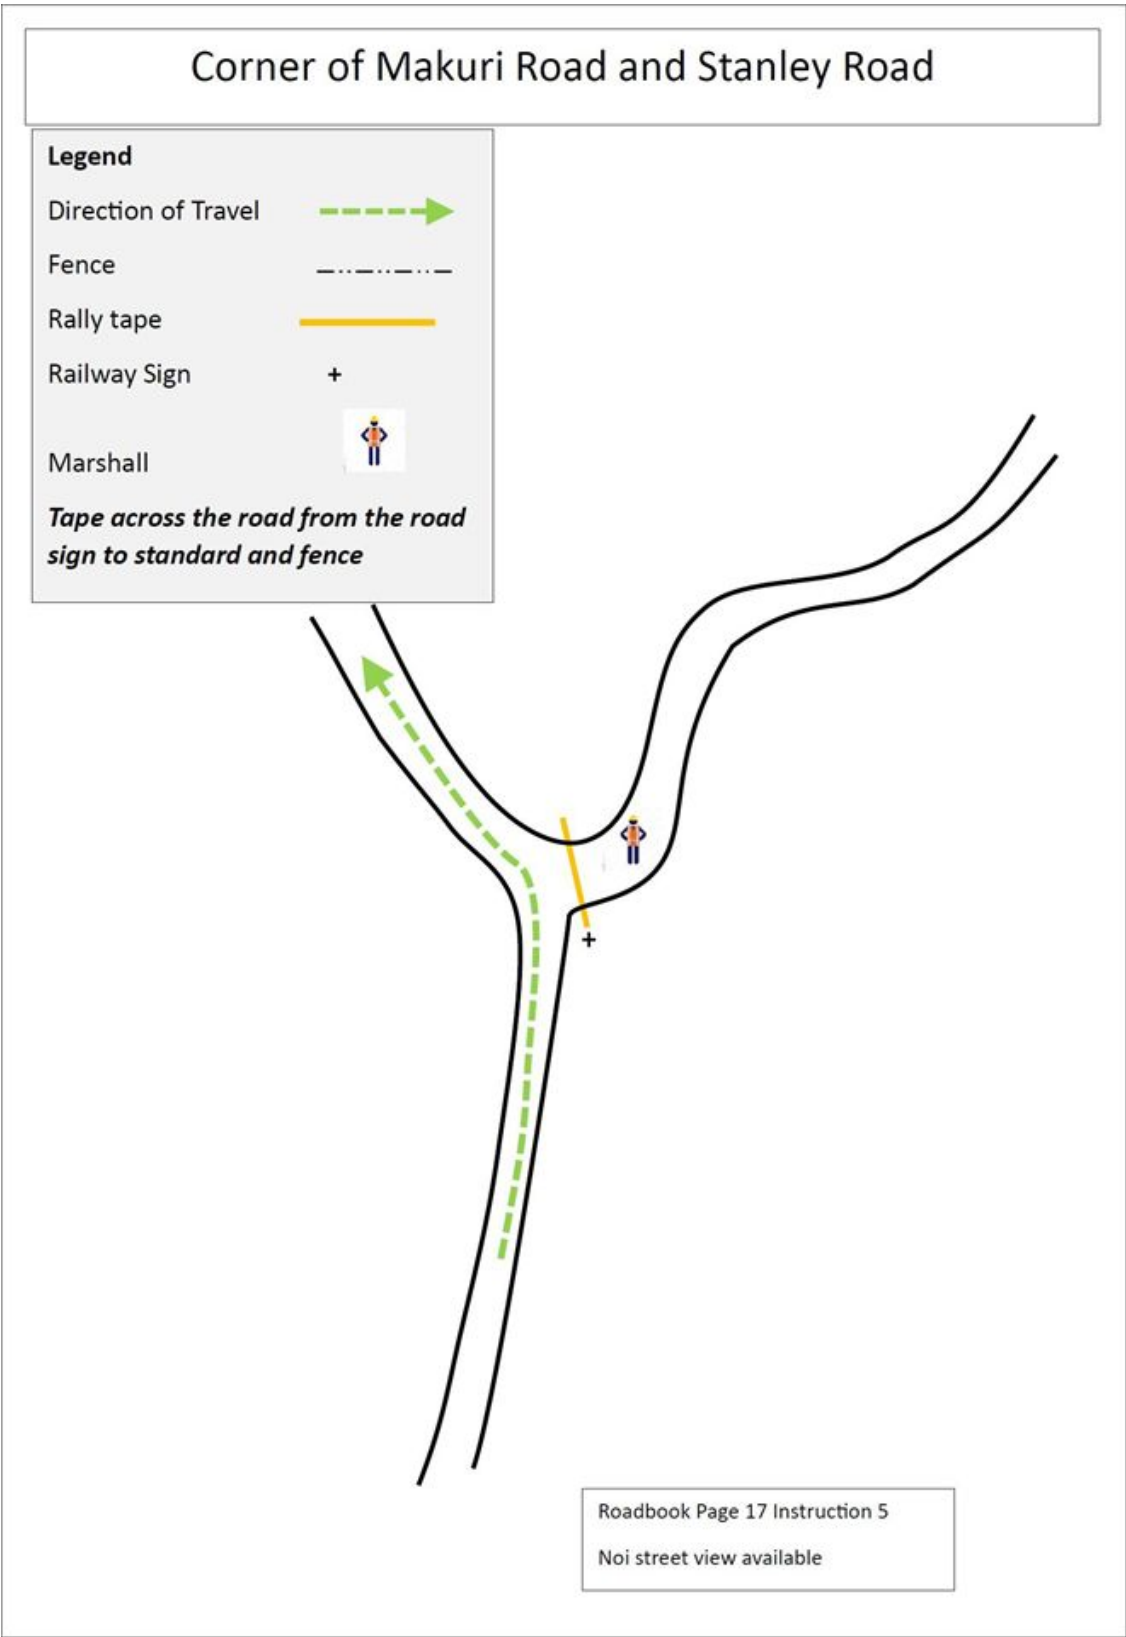 Corner of Makuri Road and Stanley Road
Legend
Direction of Travel
Fence
Rally tape
Railway Sign
Marshall
Tape across the road from the road
sign to standard and fence
Roadbook Page 17 Instruction 5
Noi street view available